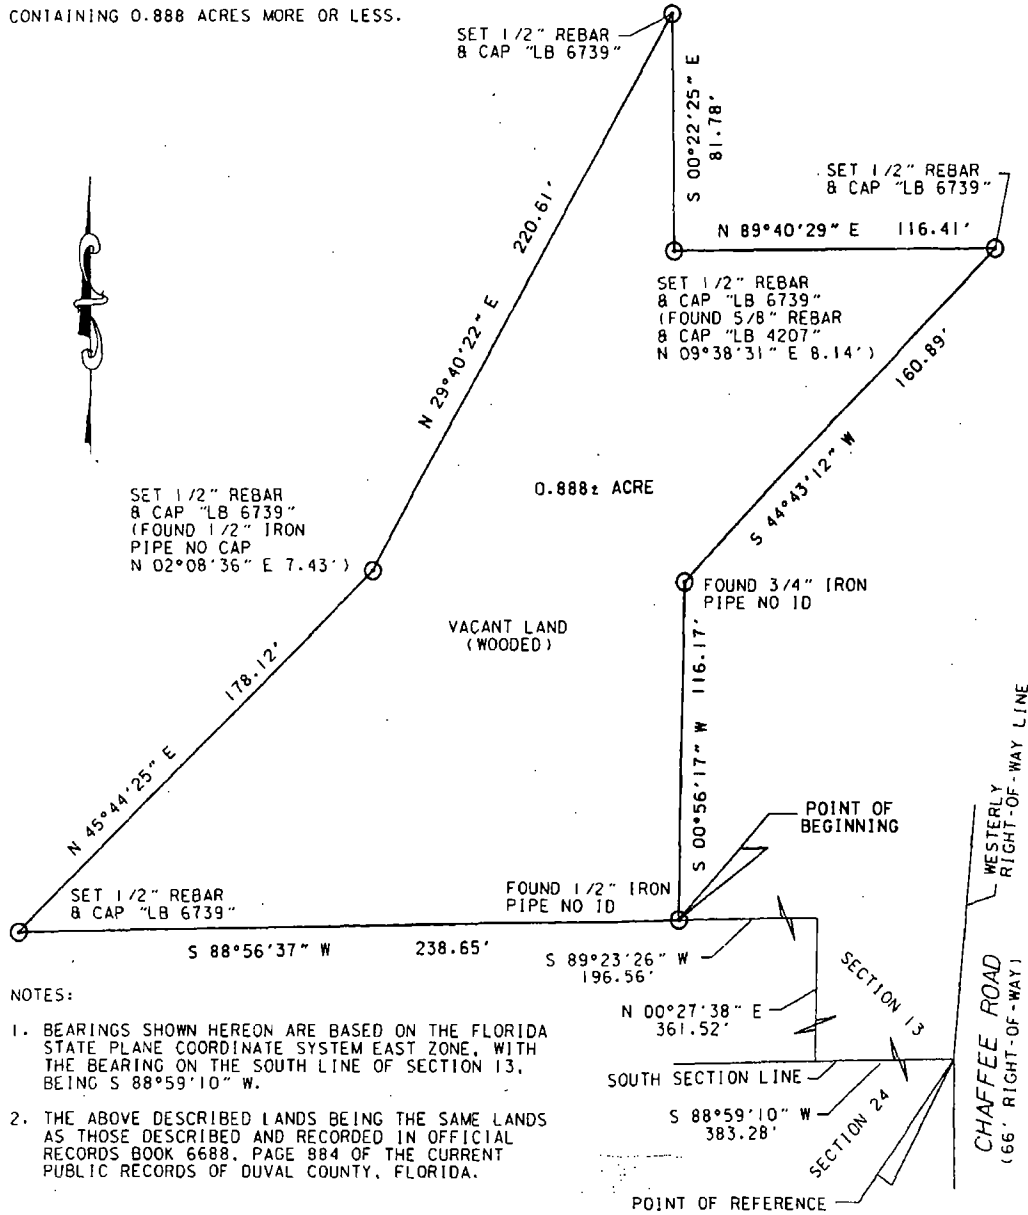 CONTAINING 0.888 ACRES MORE OR LESS.
SET 1/2" REBAR
& CAP "LB 6739"
S 00°22'25" E
81.78'
SET 1/2" REBAR
& CAP "LB 6739"
N 89°40'29" E 116.41'
220.61'
N 29°40'22" E
SET 1/2" REBAR
& CAP "LB 6739"
(FOUND 5/8" REBAR
& CAP "LB 4207"
N 09°38'31" E 8.14')
160.89'
S 44°43'12" W
0.888± ACRE
SET 1/2" REBAR
& CAP "LB 6739"
(FOUND 1/2" IRON
PIPE NO CAP
N 02°08'36" E 7.43')
FOUND 3/4" IRON
PIPE NO ID
VACANT LAND
(WOODED)
178.12'
N 45°44'25" E
S 00°56'17" W 116.17'
POINT OF
BEGINNING
WESTERLY
RIGHT-OF-WAY LINE
SET 1/2" REBAR
& CAP "LB 6739"
FOUND 1/2" IRON
PIPE NO ID
S 88°56'37" W 238.65'
S 89°23'26" W
196.56'
SECTION 13
N 00°27'38" E
361.52'
CHAFFEE ROAD
(66' RIGHT-OF-WAY)
SOUTH SECTION LINE
S 88°59'10" W
383.28'
SECTION 24
POINT OF REFERENCE
NOTES:
1. BEARINGS SHOWN HEREON ARE BASED ON THE FLORIDA
STATE PLANE COORDINATE SYSTEM EAST ZONE, WITH
THE BEARING ON THE SOUTH LINE OF SECTION 13,
BEING S 88°59'10" W.
2. THE ABOVE DESCRIBED LANDS BEING THE SAME LANDS
AS THOSE DESCRIBED AND RECORDED IN OFFICIAL
RECORDS BOOK 6688, PAGE 884 OF THE CURRENT
PUBLIC RECORDS OF DUVAL COUNTY, FLORIDA.